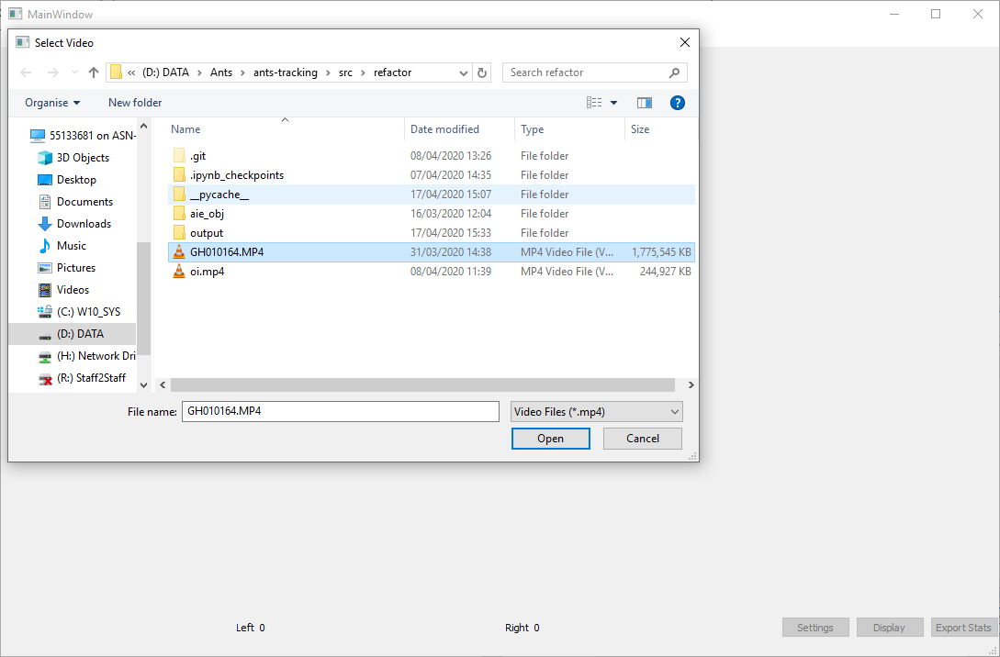 MainWindow
Select Video
« (D:) DATA > Ants > ants-tracking > src > refactor
Search refactor
Organise
New folder
?
Name Date modified Type Size
55133681 on ASN-
3D Objects
Desktop
Documents
Downloads
Music
Pictures
Videos
(C:) W10_SYS
(D:) DATA
(H:) Network Dri
(R:) Staff2Staff
.git 08/04/2020 13:26 File folder
.ipynb_checkpoints 07/04/2020 14:35 File folder
__pycache__ 17/04/2020 15:07 File folder
aie_obj 16/03/2020 12:04 File folder
output 17/04/2020 15:33 File folder
GH010164.MP4 31/03/2020 14:38 MP4 Video File (V... 1,775,545 KB
oi.mp4 08/04/2020 11:39 MP4 Video File (V... 244,927 KB
File name: GH010164.MP4
Video Files (*.mp4)
Open
Cancel
Left 0
Right 0
Settings
Display
Export Stats